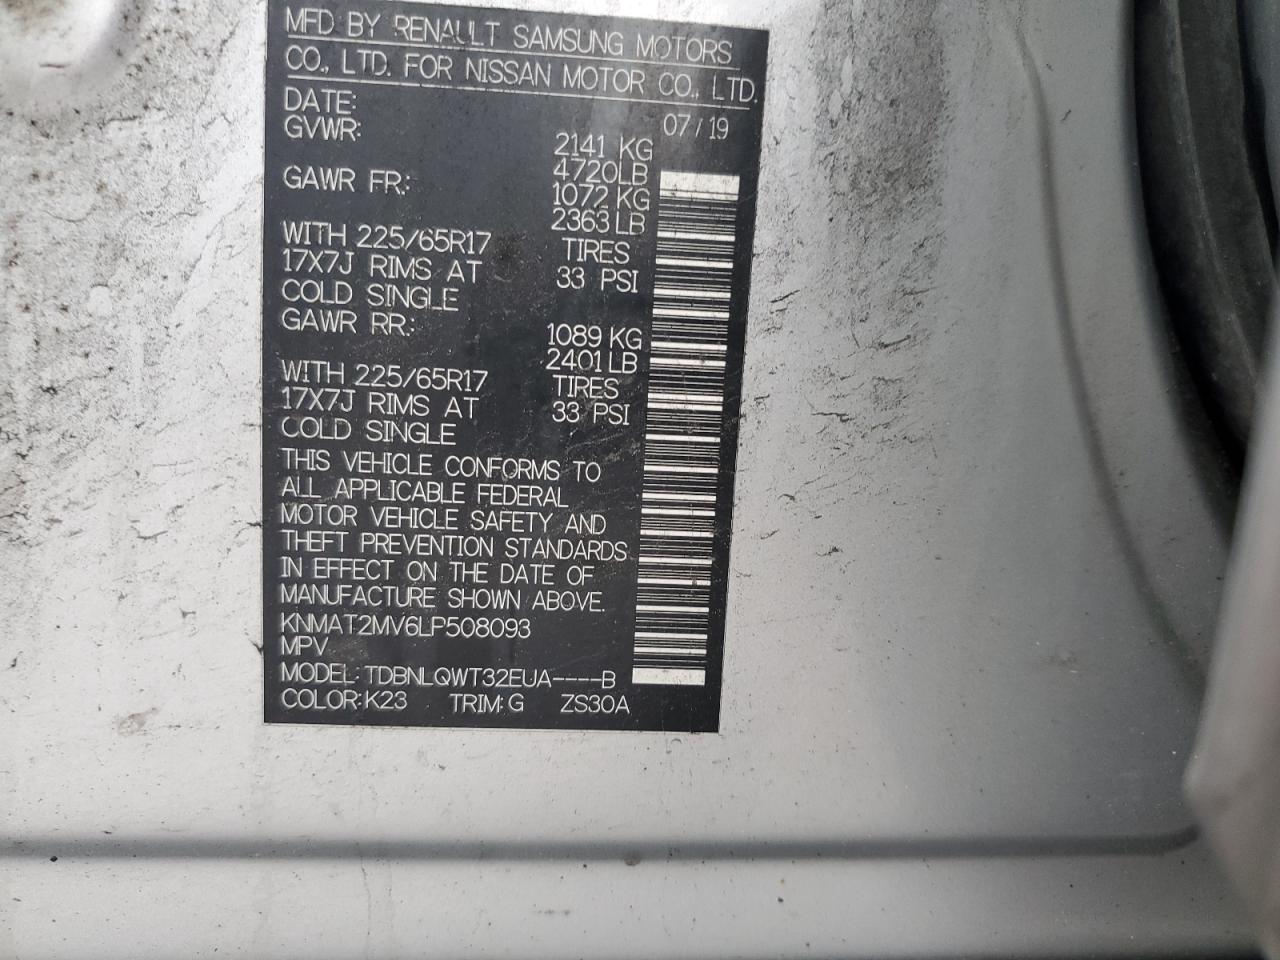 MFD BY RENAULT SAMSUNG MOTORS
CO., LTD. FOR NISSAN MOTOR CO., LTD.
DATE: 07/19
GVWR: 2141 KG
4720LB
GAWR FR: 1072 KG
2363 LB
WITH 225/65R17 TIRES
17X7J RIMS AT 33 PSI
COLD SINGLE
GAWR RR: 1089 KG
2401 LB
WITH 225/65R17 TIRES
17X7J RIMS AT 33 PSI
COLD SINGLE
THIS VEHICLE CONFORMS TO
ALL APPLICABLE FEDERAL
MOTOR VEHICLE SAFETY AND
THEFT PREVENTION STANDARDS
IN EFFECT ON THE DATE OF
MANUFACTURE SHOWN ABOVE.
KNMAT2MV6LP508093
MPV
MODEL: TDBNLQWT32EUA----B
COLOR: K23 TRIM: G ZS30A